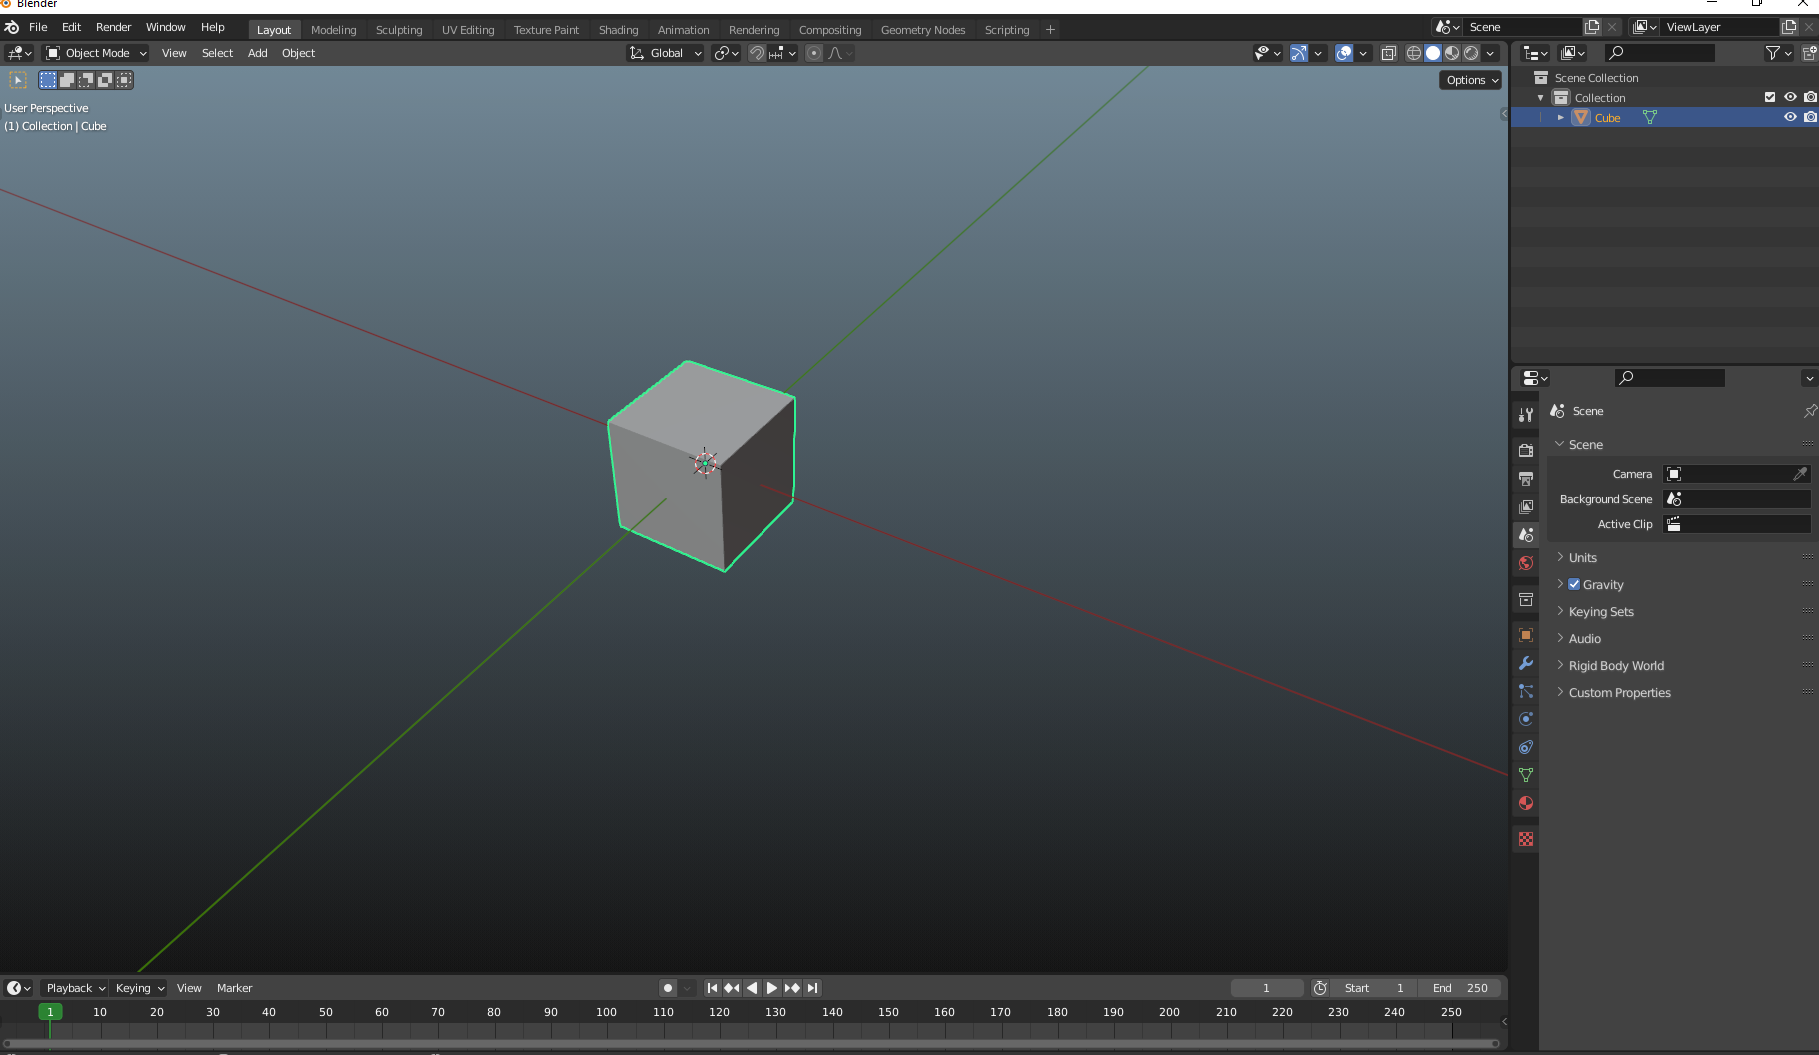 Blender
File Edit Render Window Help Layout Modeling Sculpting UV Editing Texture Paint Shading Animation Rendering Compositing Geometry Nodes Scripting + Scene ViewLayer
Object Mode View Select Add Object Global
Options
User Perspective
(1) Collection | Cube
Scene Collection
Collection
Cube
Scene
Scene
Camera
Background Scene
Active Clip
Units
Gravity
Keying Sets
Audio
Rigid Body World
Custom Properties
Playback Keying View Marker 1 Start 1 End 250
1 10 20 30 40 50 60 70 80 90 100 110 120 130 140 150 160 170 180 190 200 210 220 230 240 250